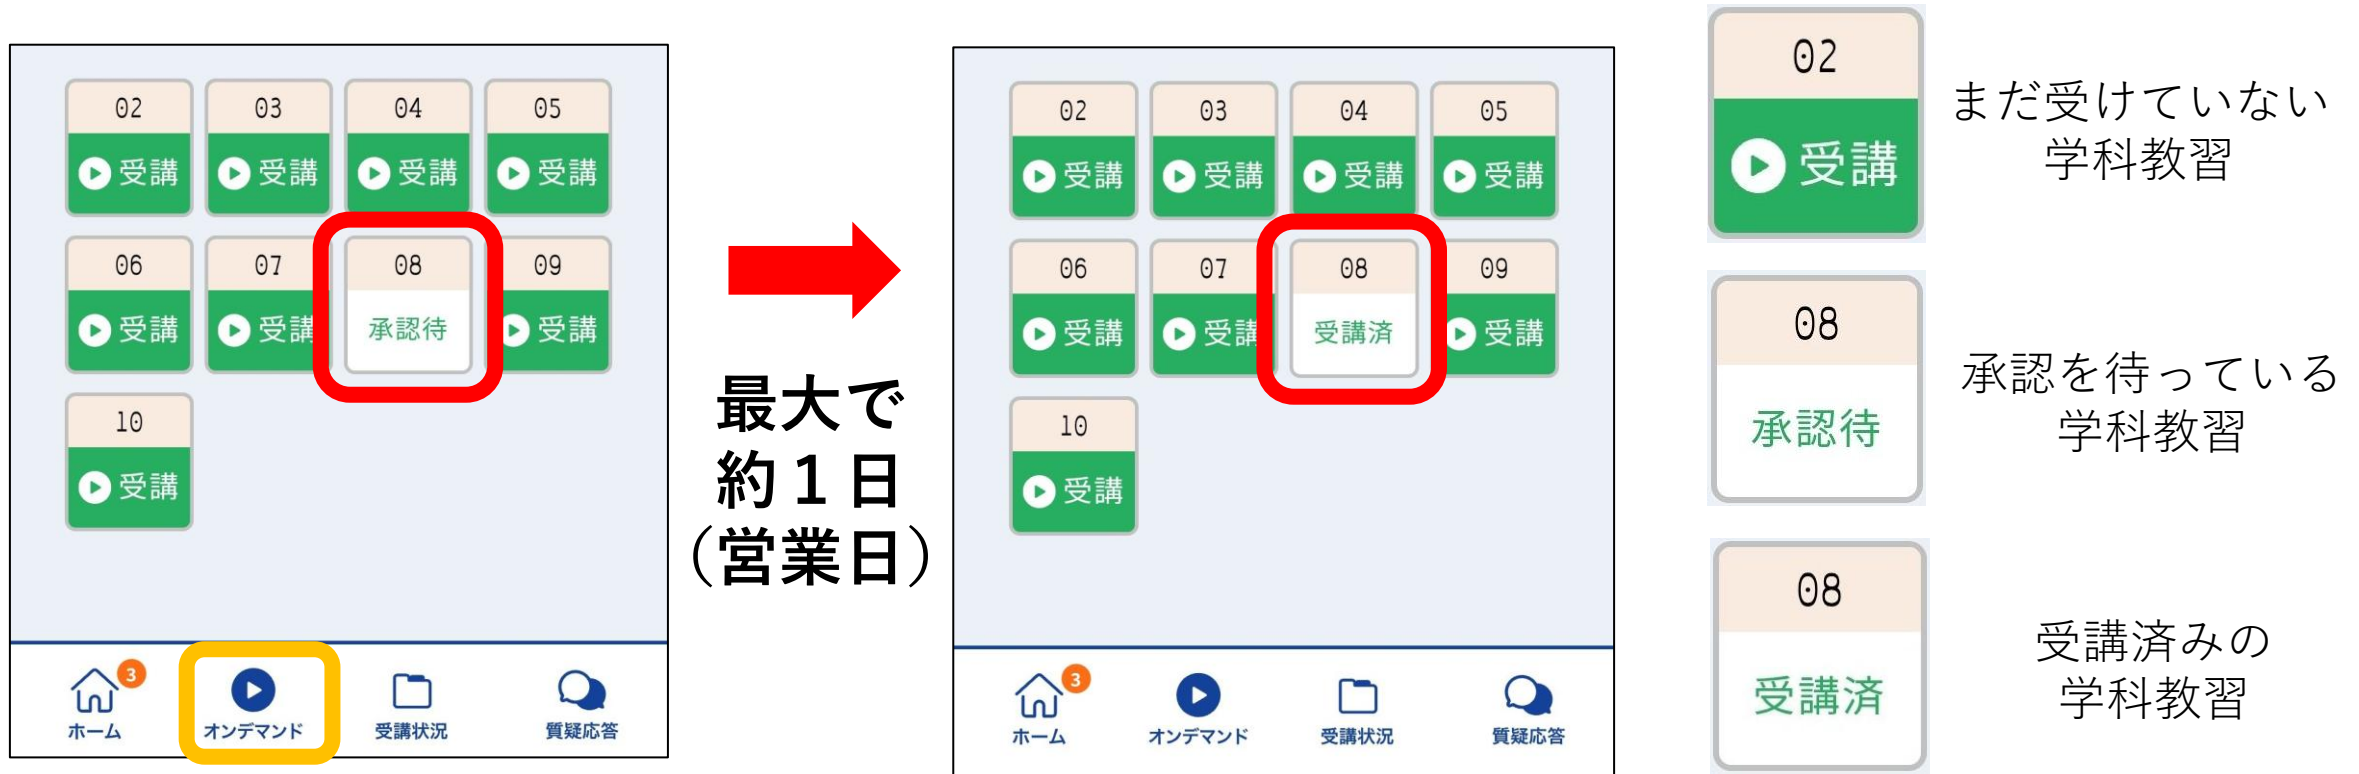 02 03 04 05
受講 受講 受講 受講
06 07 08 09
受講 受講 承認待 受講
10
受講
3
ホーム オンデマンド 受講状況 質疑応答
最大で
約１日
（営業日）
02 03 04 05
受講 受講 受講 受講
06 07 08 09
受講 受講 受講済 受講
10
受講
3
ホーム オンデマンド 受講状況 質疑応答
02
受講
まだ受けていない
学科教習
08
承認待
承認を待っている
学科教習
08
受講済
受講済みの
学科教習